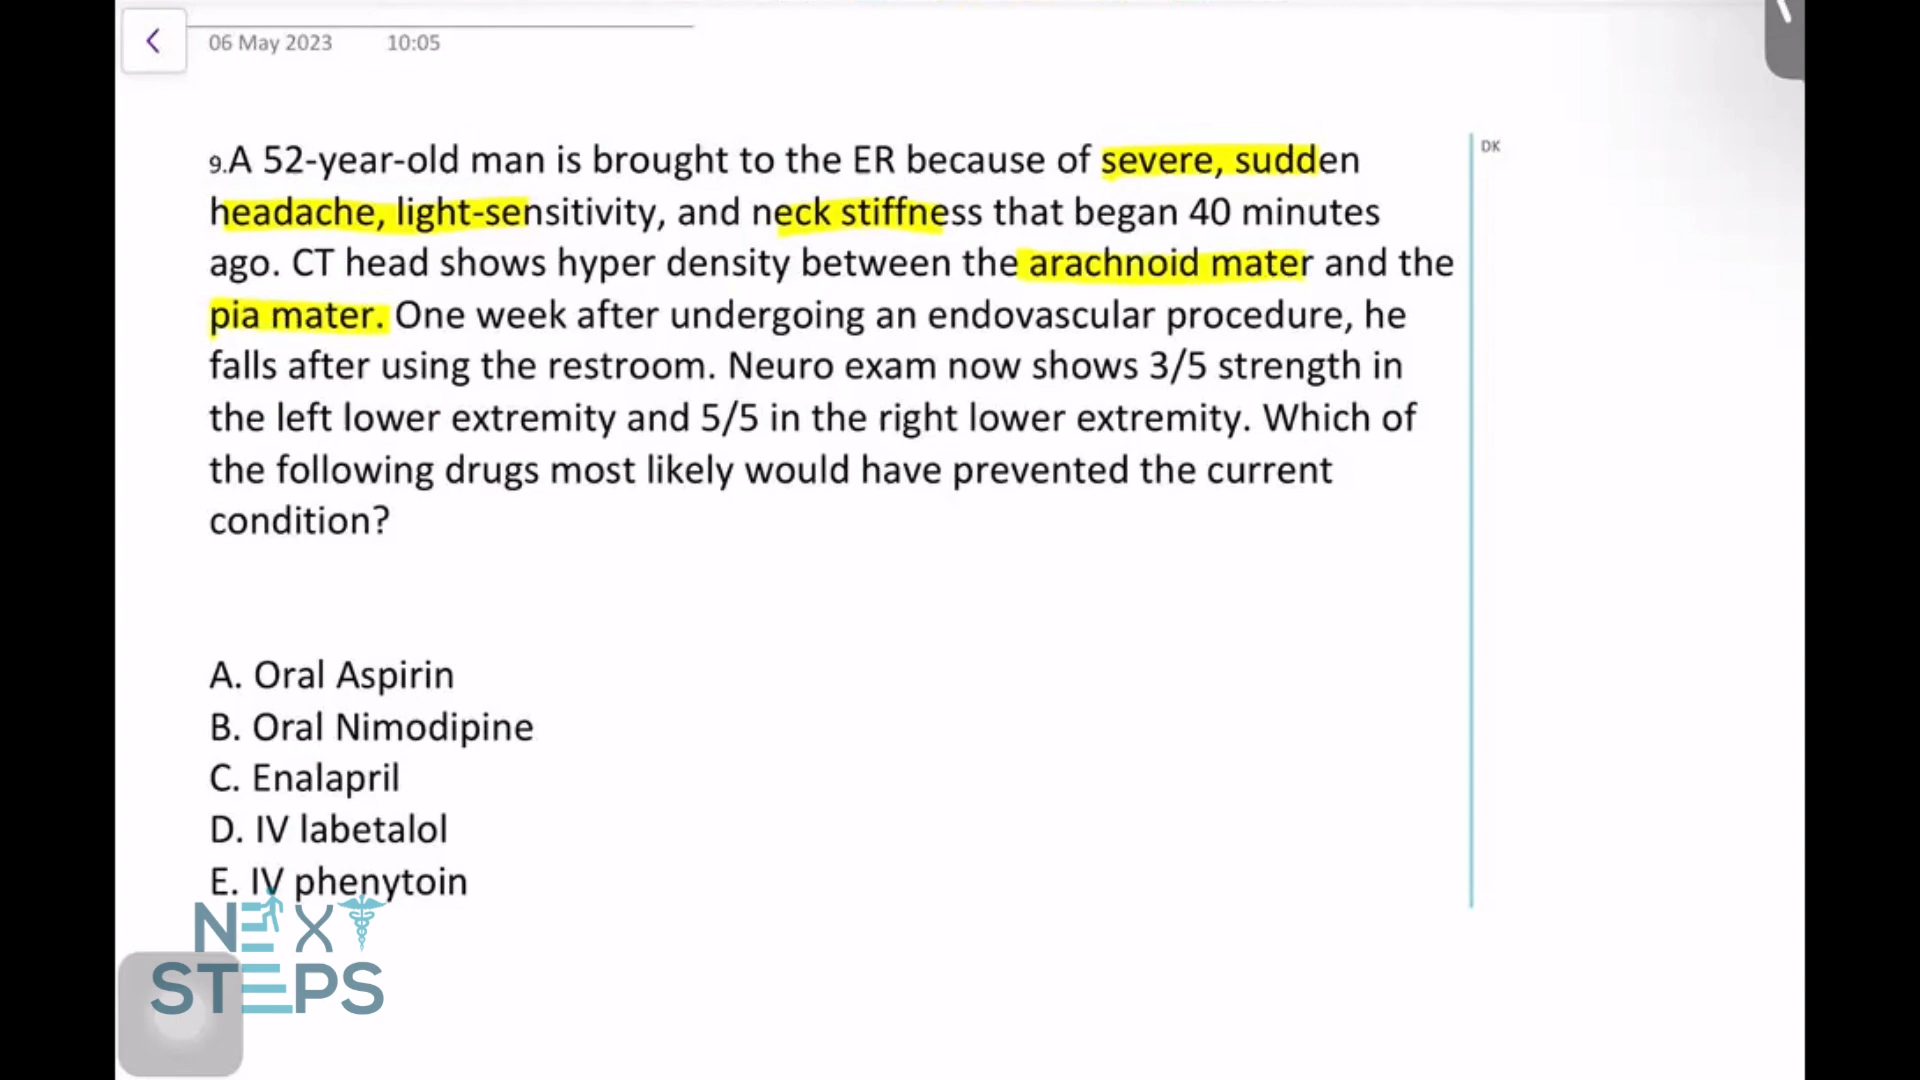 06 May 2023 10:05
9.A 52-year-old man is brought to the ER because of severe, sudden
headache, light-sensitivity, and neck stiffness that began 40 minutes
ago. CT head shows hyper density between the arachnoid mater and the
pia mater. One week after undergoing an endovascular procedure, he
falls after using the restroom. Neuro exam now shows 3/5 strength in
the left lower extremity and 5/5 in the right lower extremity. Which of
the following drugs most likely would have prevented the current
condition?
DK
A. Oral Aspirin
B. Oral Nimodipine
C. Enalapril
D. IV labetalol
E. IV phenytoin
NEXT
STEPS